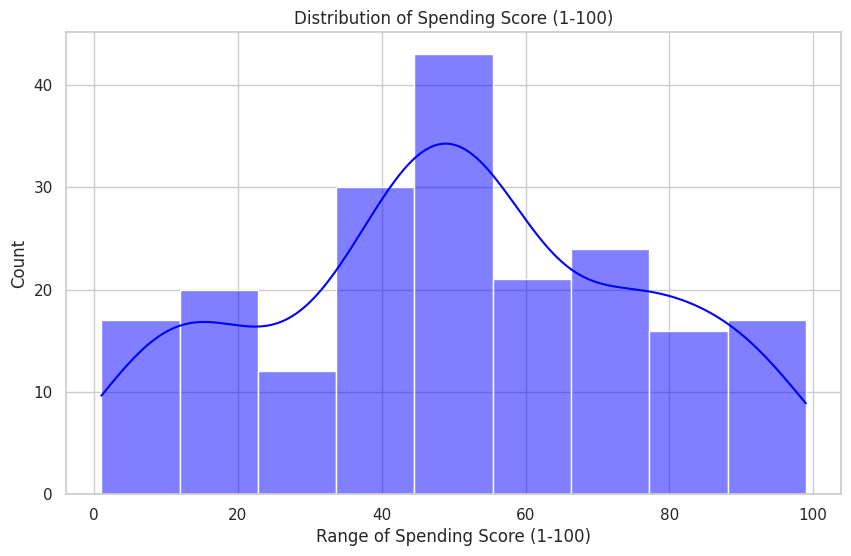 Distribution of Spending Score (1-100)
Count
40
30
20
10
0
0 20 40 60 80 100
Range of Spending Score (1-100)